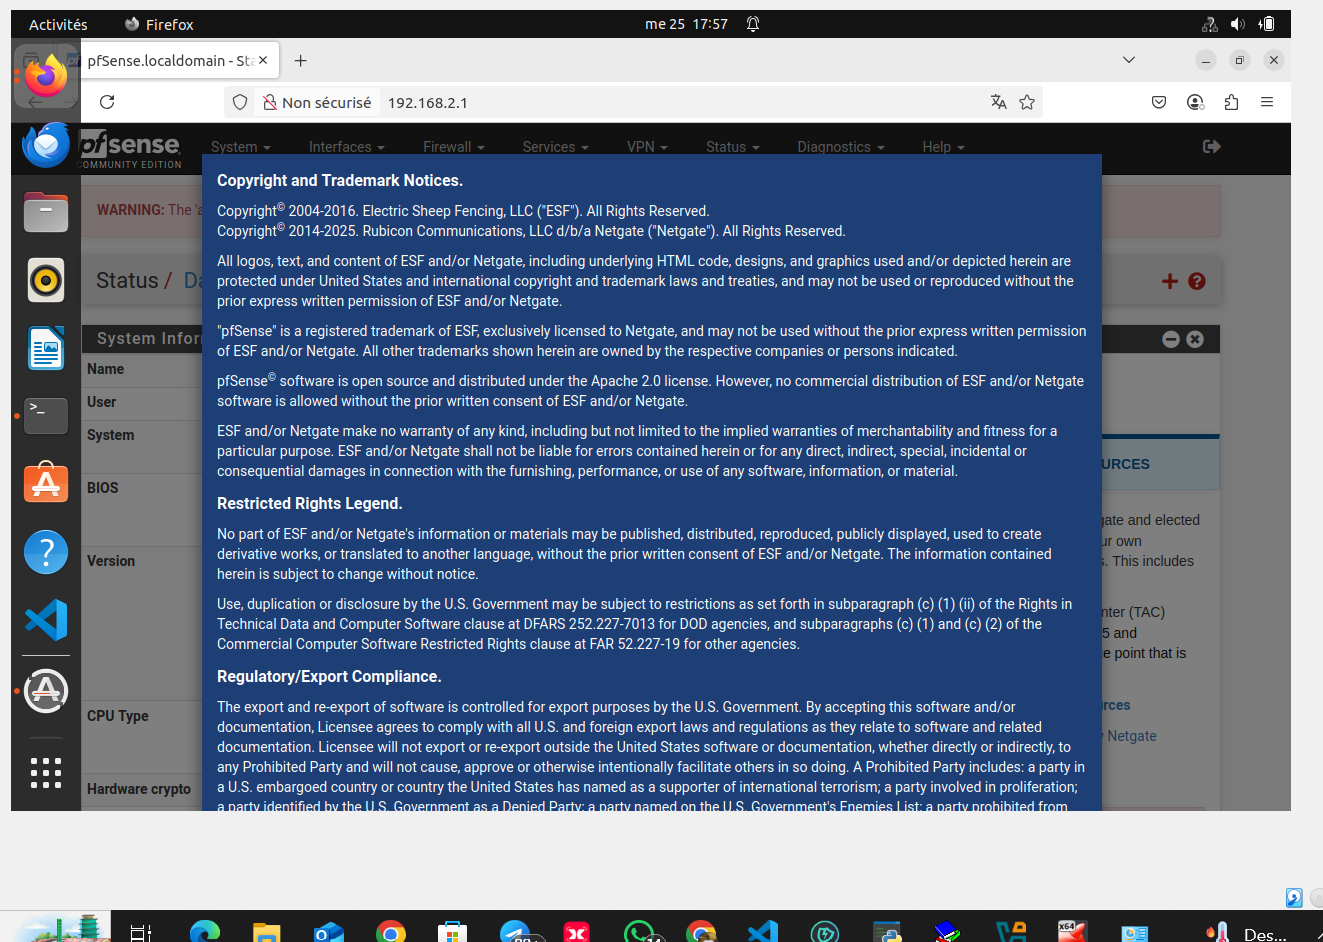 Activités Firefox me 25 17:57
pfSense.localdomain - Sta
Non sécurisé 192.168.2.1
pfsense System Interfaces Firewall Services VPN Status Diagnostics Help
COMMUNITY EDITION
WARNING: The 'a
Status / Da
System Infor
Name
User
System
BIOS
Version
CPU Type
Hardware crypto
Copyright and Trademark Notices.
Copyright© 2004-2016. Electric Sheep Fencing, LLC ("ESF"). All Rights Reserved.
Copyright© 2014-2025. Rubicon Communications, LLC d/b/a Netgate ("Netgate"). All Rights Reserved.
All logos, text, and content of ESF and/or Netgate, including underlying HTML code, designs, and graphics used and/or depicted herein are
protected under United States and international copyright and trademark laws and treaties, and may not be used or reproduced without the
prior express written permission of ESF and/or Netgate.
"pfSense" is a registered trademark of ESF, exclusively licensed to Netgate, and may not be used without the prior express written permission
of ESF and/or Netgate. All other trademarks shown herein are owned by the respective companies or persons indicated.
pfSense© software is open source and distributed under the Apache 2.0 license. However, no commercial distribution of ESF and/or Netgate
software is allowed without the prior written consent of ESF and/or Netgate.
ESF and/or Netgate make no warranty of any kind, including but not limited to the implied warranties of merchantability and fitness for a
particular purpose. ESF and/or Netgate shall not be liable for errors contained herein or for any direct, indirect, special, incidental or
consequential damages in connection with the furnishing, performance, or use of any software, information, or material.
Restricted Rights Legend.
No part of ESF and/or Netgate's information or materials may be published, distributed, reproduced, publicly displayed, used to create
derivative works, or translated to another language, without the prior written consent of ESF and/or Netgate. The information contained
herein is subject to change without notice.
Use, duplication or disclosure by the U.S. Government may be subject to restrictions as set forth in subparagraph (c) (1) (ii) of the Rights in
Technical Data and Computer Software clause at DFARS 252.227-7013 for DOD agencies, and subparagraphs (c) (1) and (c) (2) of the
Commercial Computer Software Restricted Rights clause at FAR 52.227-19 for other agencies.
Regulatory/Export Compliance.
The export and re-export of software is controlled for export purposes by the U.S. Government. By accepting this software and/or
documentation, Licensee agrees to comply with all U.S. and foreign export laws and regulations as they relate to software and related
documentation. Licensee will not export or re-export outside the United States software or documentation, whether directly or indirectly, to
any Prohibited Party and will not cause, approve or otherwise intentionally facilitate others in so doing. A Prohibited Party includes: a party in
a U.S. embargoed country or country the United States has named as a supporter of international terrorism; a party involved in proliferation;
a party identified by the U.S. Government as a Denied Party; a party named on the U.S. Government's Enemies List; a party prohibited from
URCES
gate and elected
ur own
s. This includes
nter (TAC)
5 and
e point that is
rces
Netgate
Des...